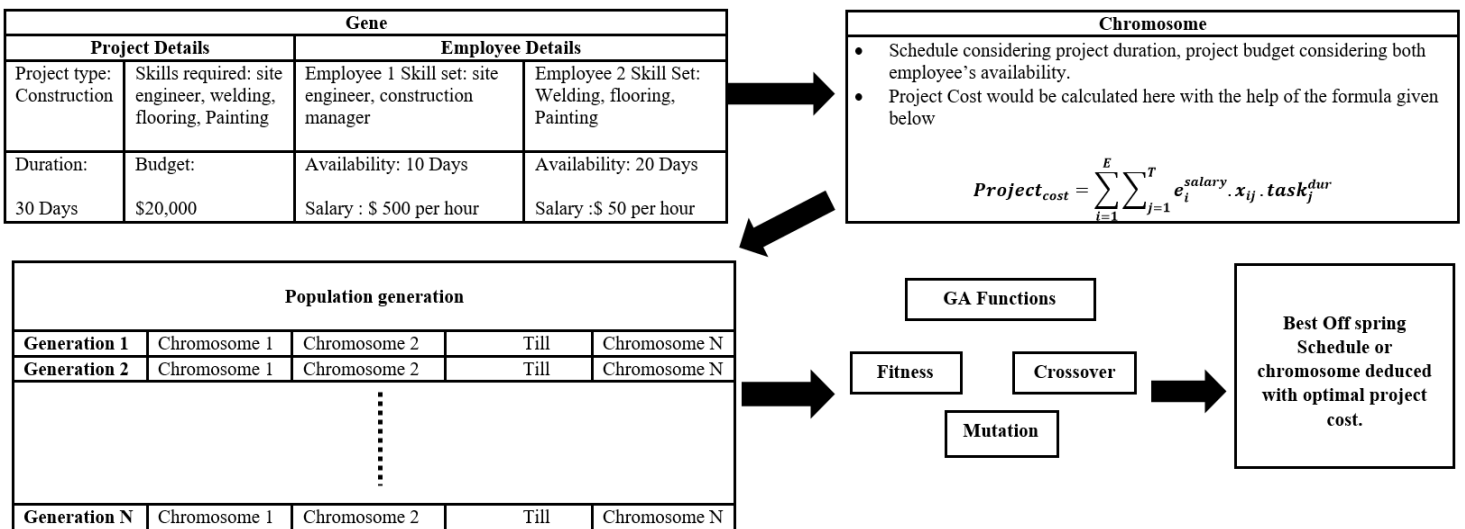 Gene
Project Details
Employee Details
Project type:
Construction
Skills required: site
engineer, welding,
flooring, Painting
Employee 1 Skill set: site
engineer, construction
manager
Employee 2 Skill Set:
Welding, flooring,
Painting
Duration:
30 Days
Budget:
$20,000
Availability: 10 Days
Salary : $ 500 per hour
Availability: 20 Days
Salary :$ 50 per hour
Chromosome
• Schedule considering project duration, project budget considering both
employee’s availability.
• Project Cost would be calculated here with the help of the formula given
below
Project_{cost} = \sum_{i=1}^{E} \sum_{j=1}^{T} e_i^{salary} . x_{ij} . task_j^{dur}
Population generation
Generation 1 Chromosome 1 Chromosome 2 Till Chromosome N
Generation 2 Chromosome 1 Chromosome 2 Till Chromosome N
Generation N Chromosome 1 Chromosome 2 Till Chromosome N
GA Functions
Fitness
Crossover
Mutation
Best Off spring
Schedule or
chromosome deduced
with optimal project
cost.